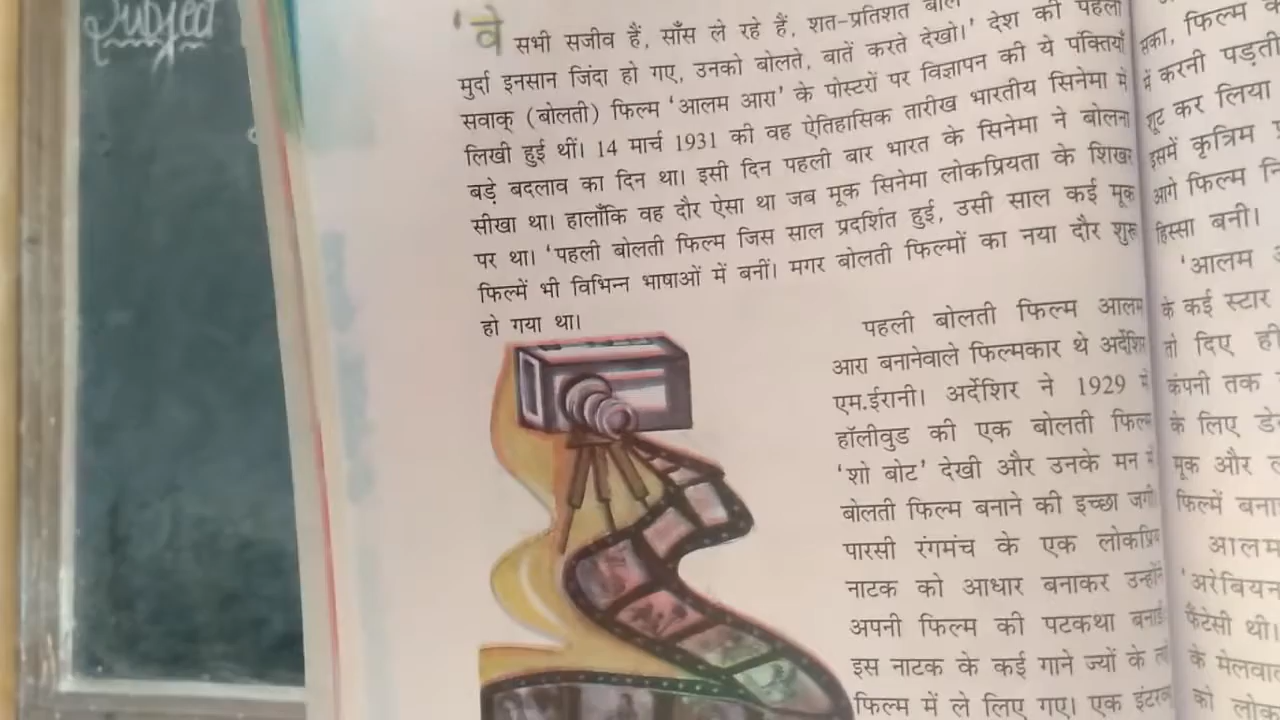 Subject
'वे सभी सजीव हैं, साँस ले रहे हैं, शत-प्रतिशत बोल
मुर्दा इनसान जिंदा हो गए, उनको बोलते, बातें करते देखो।' देश की पहली
सवाक् (बोलती) फिल्म 'आलम आरा' के पोस्टरों पर विज्ञापन की ये पंक्तियाँ
लिखी हुई थीं। 14 मार्च 1931 की वह ऐतिहासिक तारीख भारतीय सिनेमा में
बड़े बदलाव का दिन था। इसी दिन पहली बार भारत के सिनेमा ने बोलना
सीखा था। हालाँकि वह दौर ऐसा था जब मूक सिनेमा लोकप्रियता के शिखर
पर था। 'पहली बोलती फिल्म जिस साल प्रदर्शित हुई, उसी साल कई मूक
फिल्में भी विभिन्न भाषाओं में बनीं। मगर बोलती फिल्मों का नया दौर शुरू
हो गया था।
पहली बोलती फिल्म आलम
आरा बनानेवाले फिल्मकार थे अर्देशिर
एम.ईरानी। अर्देशिर ने 1929 में
हॉलीवुड की एक बोलती फिल्म
'शो बोट' देखी और उनके मन में
बोलती फिल्म बनाने की इच्छा जगी
पारसी रंगमंच के एक लोकप्रिय
नाटक को आधार बनाकर उन्होंने
अपनी फिल्म की पटकथा बनाई
इस नाटक के कई गाने ज्यों के
फिल्म में ले लिए गए। एक
सका, फिल्म
में करनी पड़ती
शूट कर लिया
इसमें कृत्रिम
आगे फिल्म
हिस्सा बनी।
'आलम
के कई स्टार
तो दिए ही
कंपनी तक
के लिए
मूक और
फिल्में बना
आलम
'अरेबियन
फैंटेसी थी।
के
को